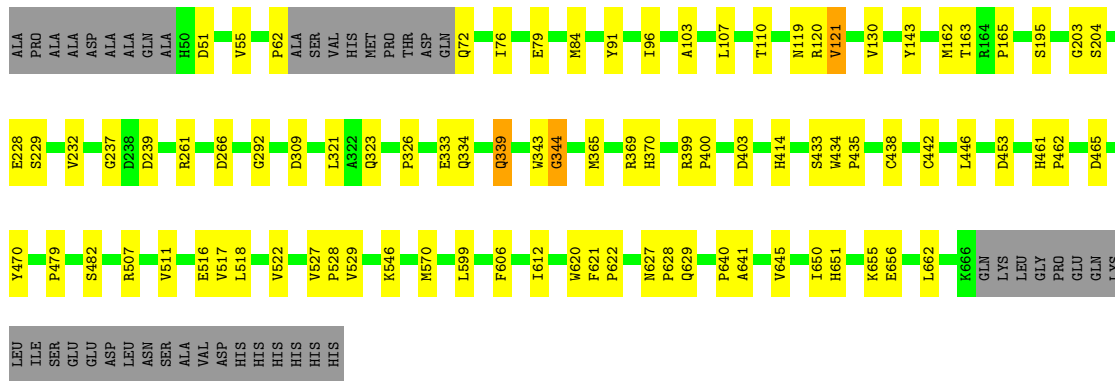 ALA PRO ALA ALA ASP ALA ALA GLN ALA H50 D51 V55 P62 ALA SER VAL HIS MET PRO THR ASP GLN Q72 I76 E79 M84 Y91 I96 A103 L107 T110 N119 R120 V121 V130 Y143 M162 T163 R164 P165 S195 G203 S204
E228 S229 V232 G237 D238 D239 R261 D266 G292 D309 L321 A322 Q323 P326 E333 Q334 Q339 W343 G344 M365 R369 H370 R399 P400 D403 H414 S433 W434 P435 C438 C442 L446 D453 H461 P462 D465
Y470 P479 S482 R507 V511 E516 V517 L518 V522 V527 P528 V529 K546 M570 L599 F606 I612 W620 F621 P622 N627 P628 Q629 P640 A641 V645 I650 H651 K655 E656 L662 K666 GLN LYS LEU GLY PRO GLU GLN LYS
LEU ILE SER GLU GLU ASP LEU ASN SER ALA VAL ASP HIS HIS HIS HIS HIS HIS